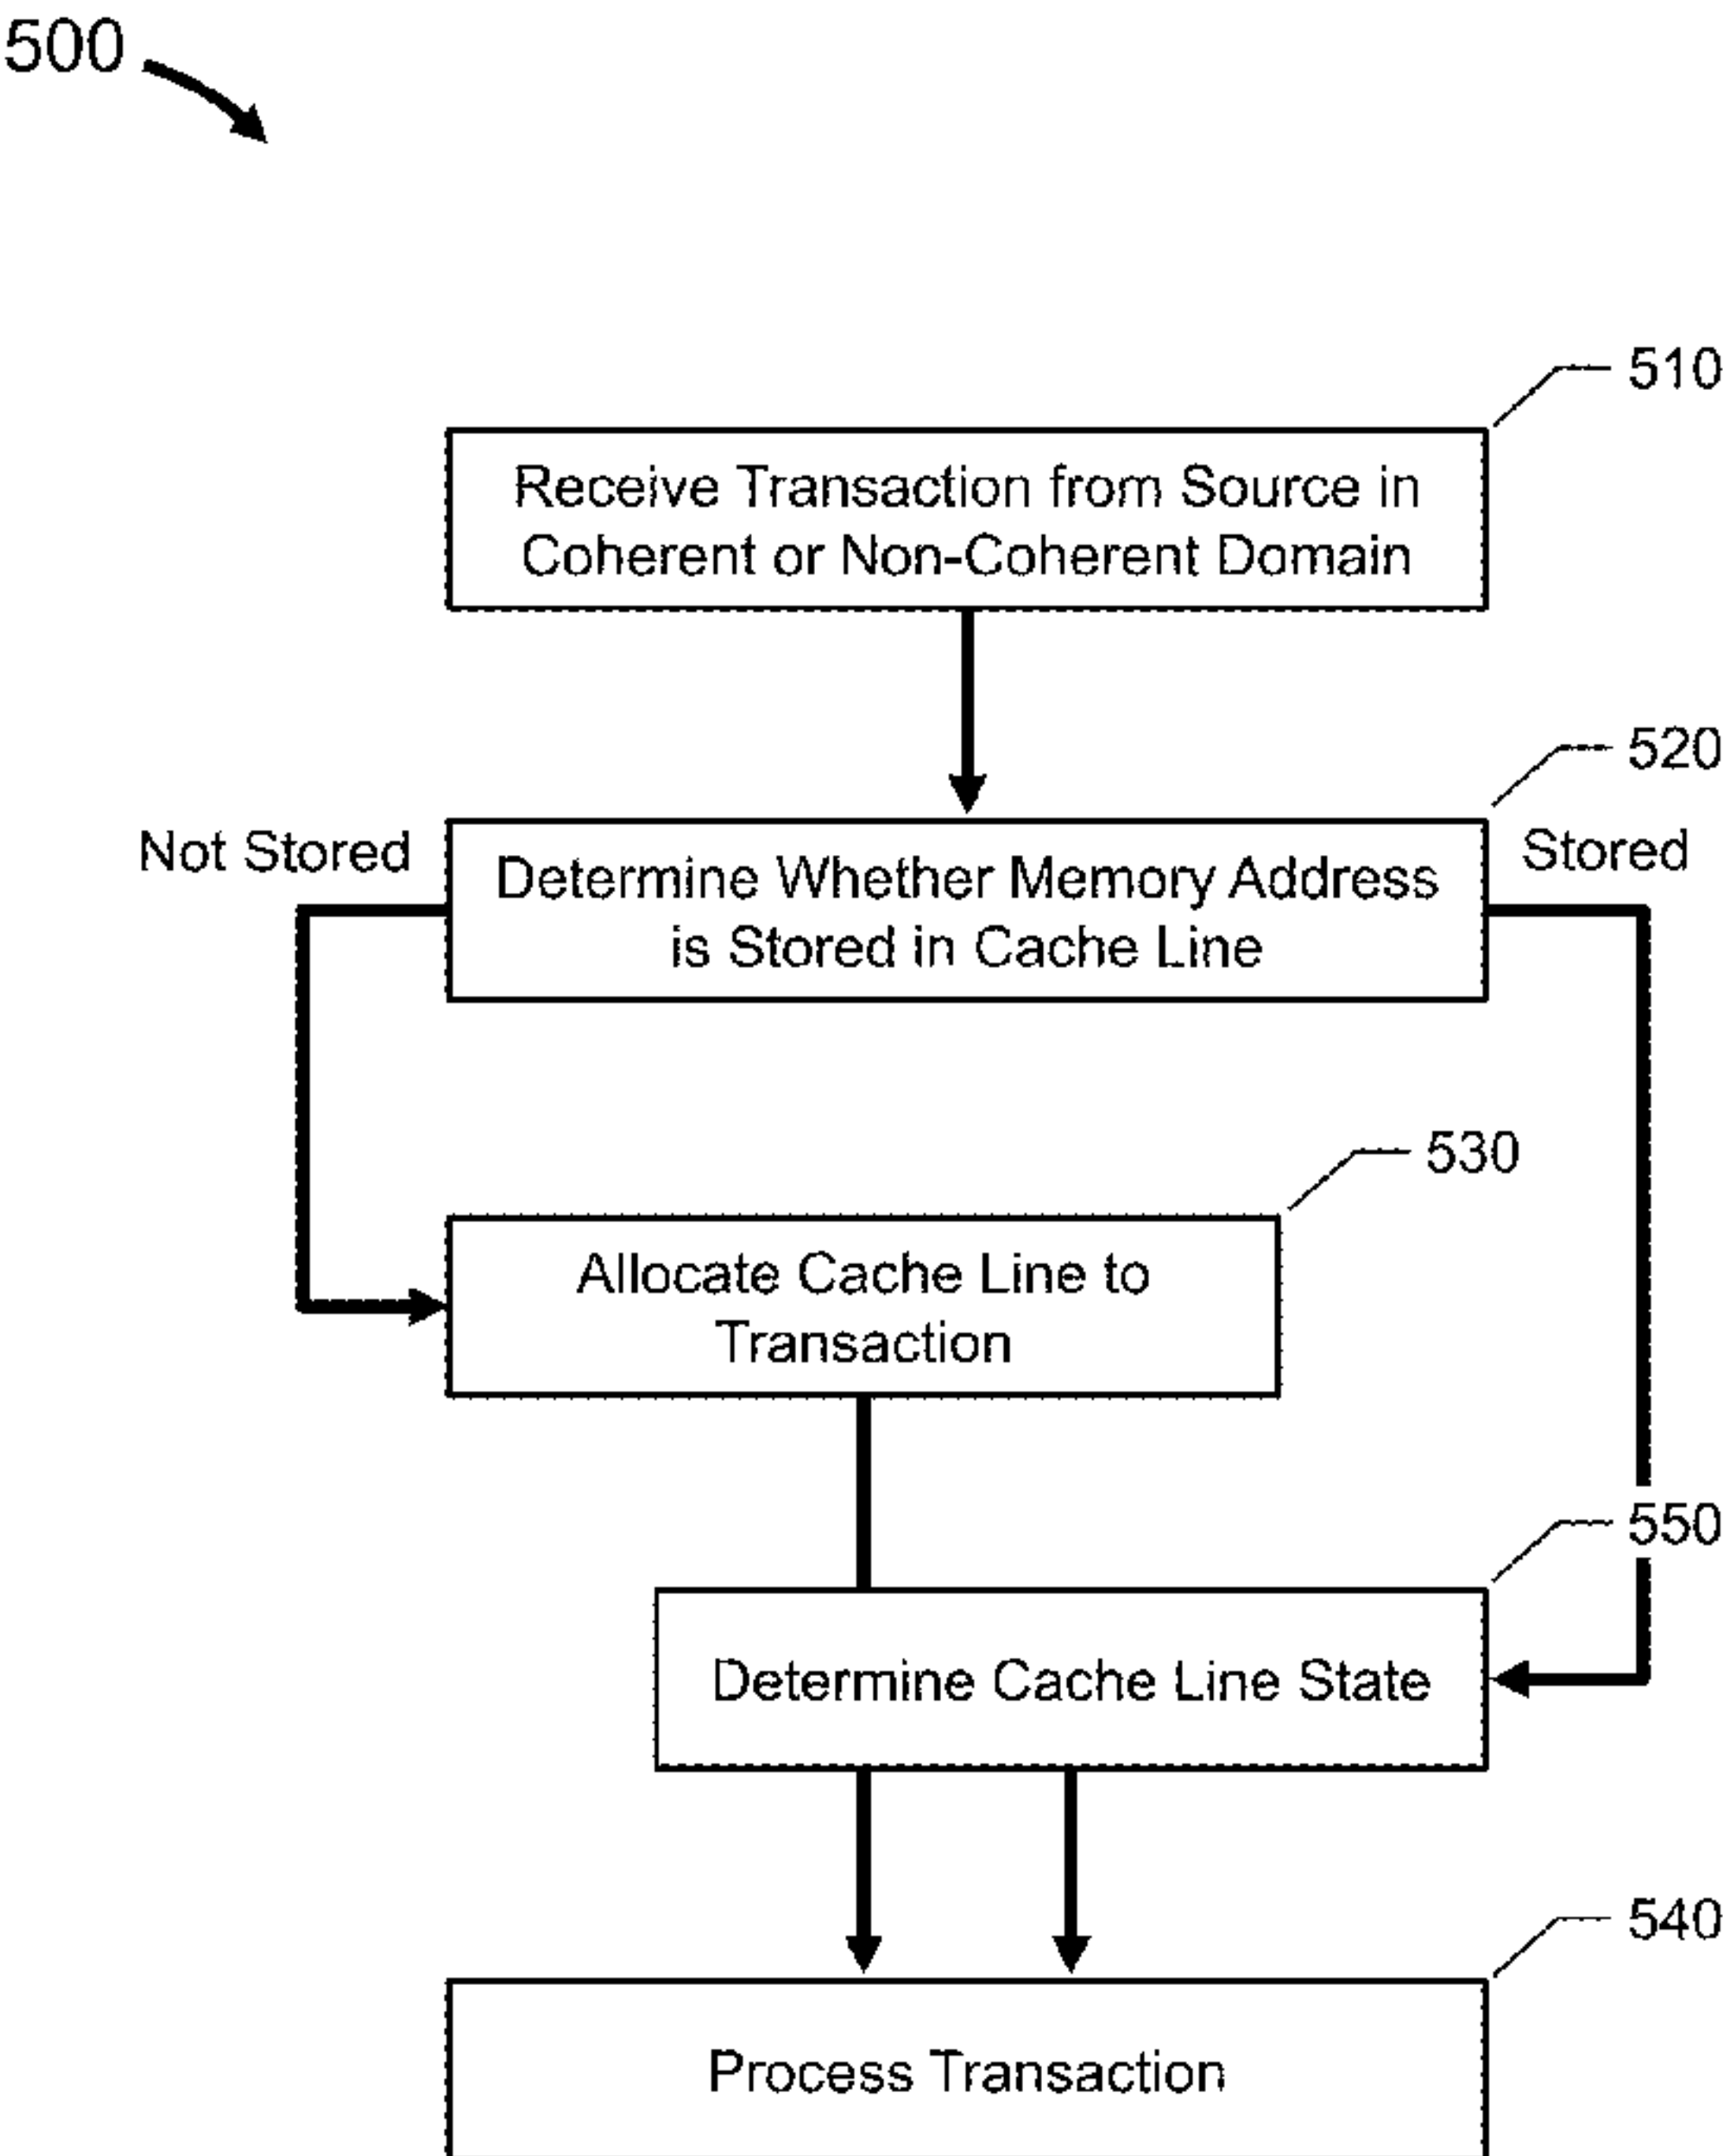 500
510
Receive Transaction from Source in
Coherent or Non-Coherent Domain
520
Not Stored
Stored
Determine Whether Memory Address
is Stored in Cache Line
530
Allocate Cache Line to
Transaction
550
Determine Cache Line State
540
Process Transaction